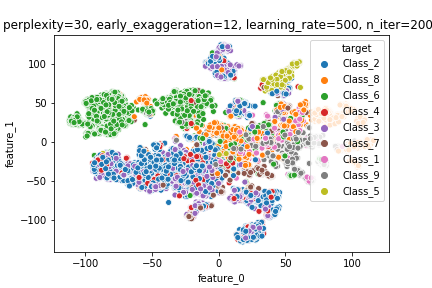 perplexity=30, early_exaggeration=12, learning_rate=500, n_iter=200
target
Class_2
Class_8
Class_6
Class_4
Class_3
Class_7
Class_1
Class_9
Class_5
100
50
0
−50
−100
feature_1
−100 −50 0 50 100
feature_0